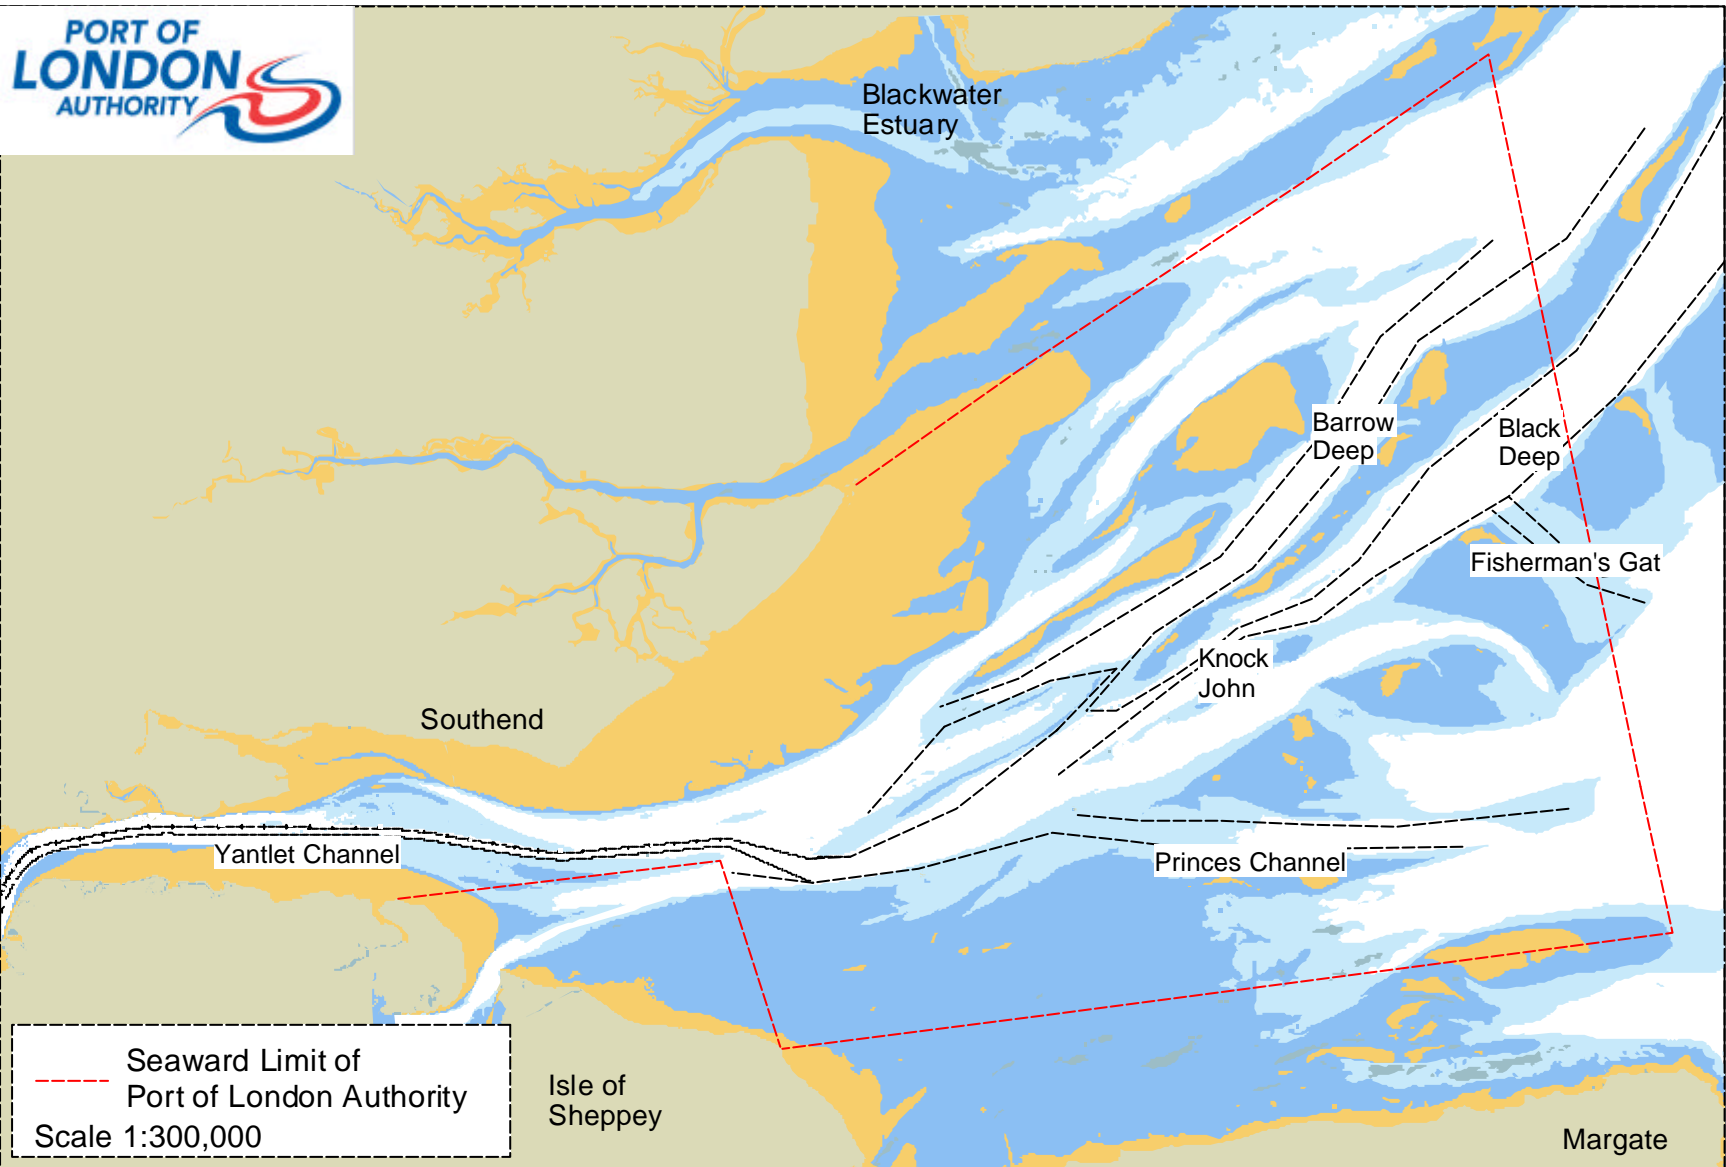 PORT OF
LONDON
AUTHORITY
Blackwater
Estuary
Barrow
Deep
Black
Deep
Fisherman's Gat
Knock
John
Southend
Yantlet Channel
Princes Channel
Seaward Limit of
Port of London Authority
Scale 1:300,000
Isle of
Sheppey
Margate